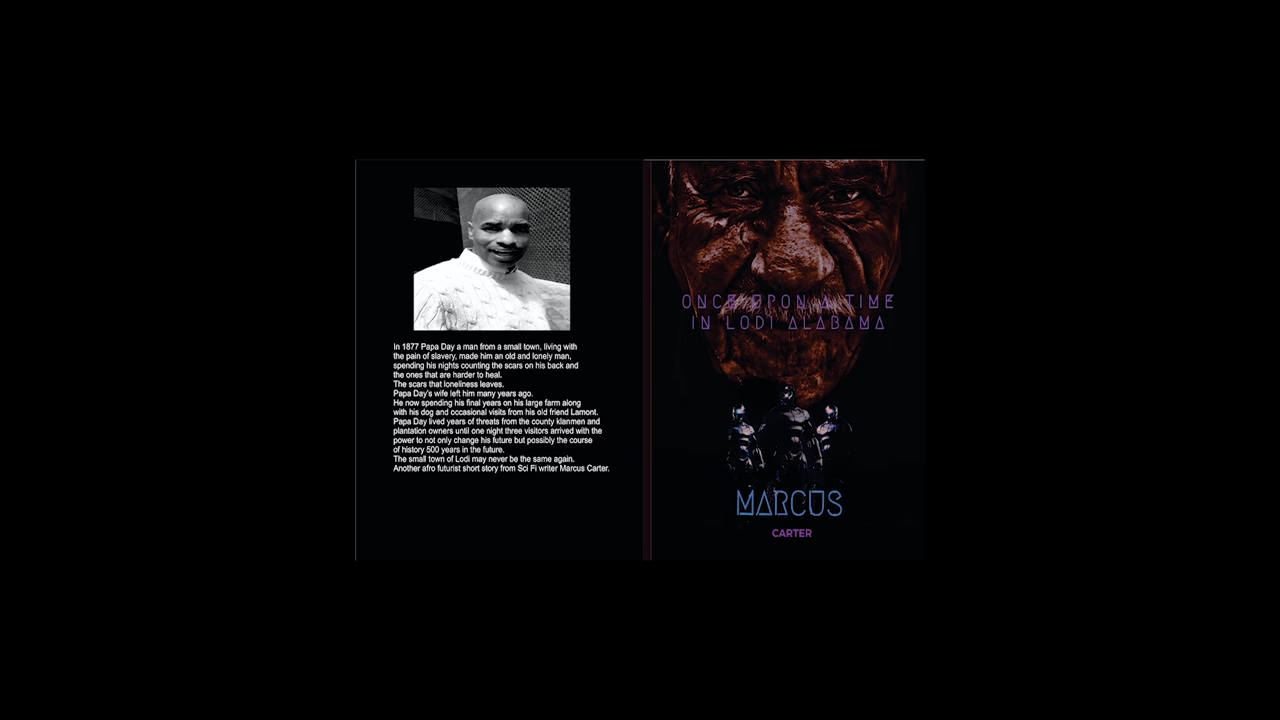 In 1877 Papa Day a man from a small town, living with
the pain of slavery, made him an old and lonely man,
spending his nights counting the scars on his back and
the ones that are harder to heal.
The scars that loneliness leaves.
Papa Day's wife left him many years ago.
He now spending his final years on his large farm along
with his dog and occasional visits from his old friend Lamont.
Papa Day lived years of threats from the county klanmen and
plantation owners until one night three visitors arrived with the
power to not only change his future but possibly the course
of history 500 years in the future.
The small town of Lodi may never be the same again.
Another afro futurist short story from Sci Fi writer Marcus Carter.
ONCE UPON A TIME
IN LODI ALABAMA
MARCUS
CARTER